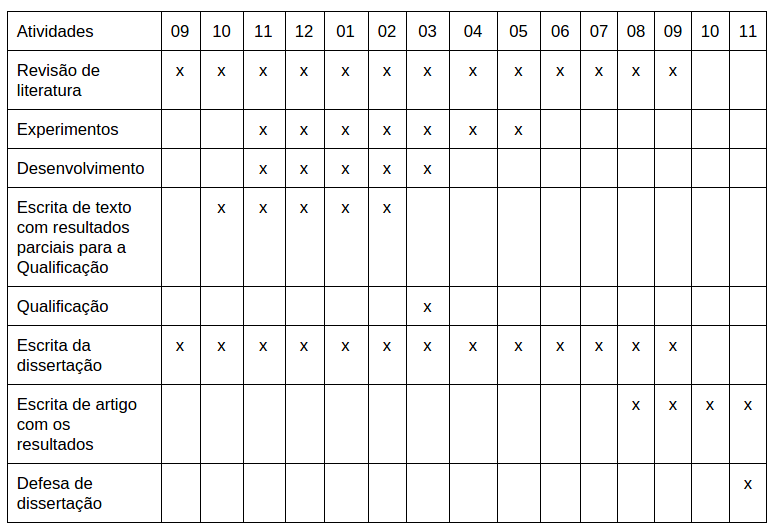 Atividades 09 10 11 12 01 02 03 04 05 06 07 08 09 10 11
Revisão de x x x x x x x x x x x x x
literatura
Experimentos x x x x x x x
Desenvolvimento x x x x x
Escrita de texto x x x x x
com resultados
parciais para a
Qualificação
Qualificação x
Escrita da x x x x x x x x x x x x x
dissertação
Escrita de artigo x x x x
com os
resultados
Defesa de x
dissertação